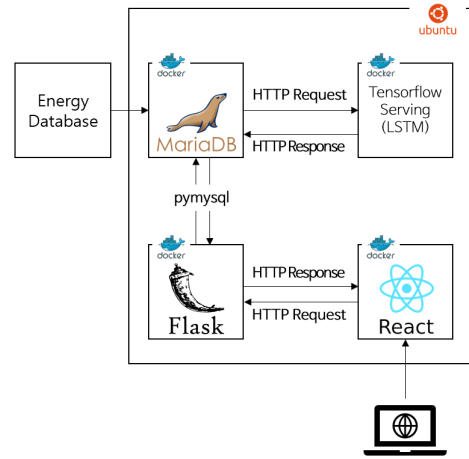 ubuntu
docker
docker
Energy
Database
MariaDB
HTTP Request
HTTP Response
Tensorflow
Serving
(LSTM)
pymysql
docker
docker
Flask
HTTP Response
HTTP Request
React